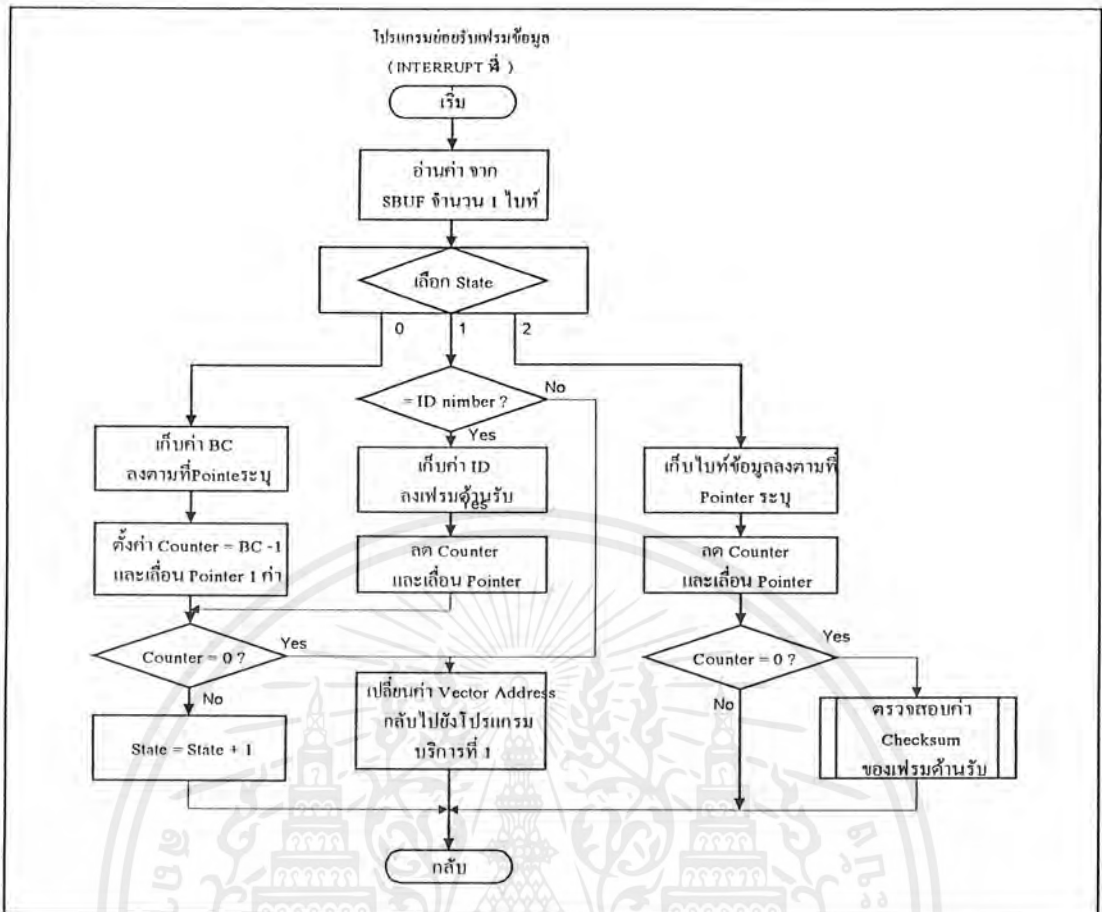 โปรแกรมย่อยรับเฟรมข้อมูล
( INTERRUPT ที่ )
เริ่ม
อ่านค่า จาก
SBUF จำนวน 1 ไบท์
เลือก State
0
1
2
= ID nimber ?
No
Yes
เก็บค่า BC
ลงตามที่Pointeระบุ
ตั้งค่า Counter = BC -1
และเลื่อน Pointer 1 ค่า
Counter = 0 ?
Yes
No
State = State + 1
เก็บค่า ID
ลงเฟรมด้านรับ
Yes
ลด Counter
และเลื่อน Pointer
เปลี่ยนค่า Vector Address
กลับไปยังโปรแกรม
บริการที่ 1
เก็บไบท์ข้อมูลลงตามที่
Pointer ระบุ
ลด Counter
และเลื่อน Pointer
Counter = 0 ?
Yes
No
ตรวจสอบค่า
Checksum
ของเฟรมด้านรับ
กลับ